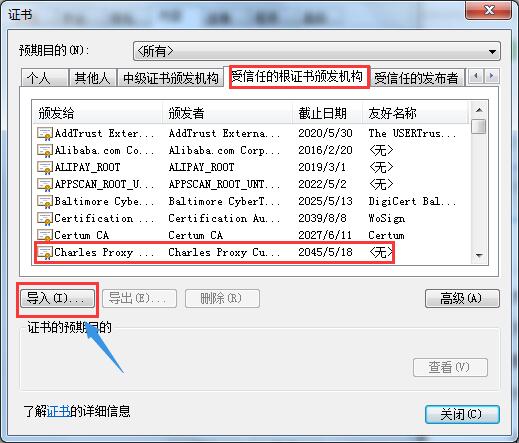 证书
预期目的(N): <所有>
个人 其他人 中级证书颁发机构 受信任的根证书颁发机构 受信任的发布者
颁发给 颁发者 截止日期 友好名称
AddTrust Exter... AddTrust Externa... 2020/5/30 The USERTrus...
Alibaba.com Co... Alibaba.com Corp... 2016/2/20 <无>
ALIPAY_ROOT ALIPAY_ROOT 2019/3/1 <无>
APPSCAN_ROOT_U... APPSCAN_ROOT_UNT... 2022/5/2 <无>
Baltimore Cybe... Baltimore CyberT... 2025/5/13 DigiCert Bal...
Certification ... Certification Au... 2039/8/8 WoSign
Certum CA Certum CA 2027/6/11 Certum
Charles Proxy ... Charles Proxy Cu... 2045/5/18 <无>
导入(I)... 导出(E)... 删除(R) 高级(A)
证书的预期目的
查看(V)
了解证书的详细信息
关闭(C)